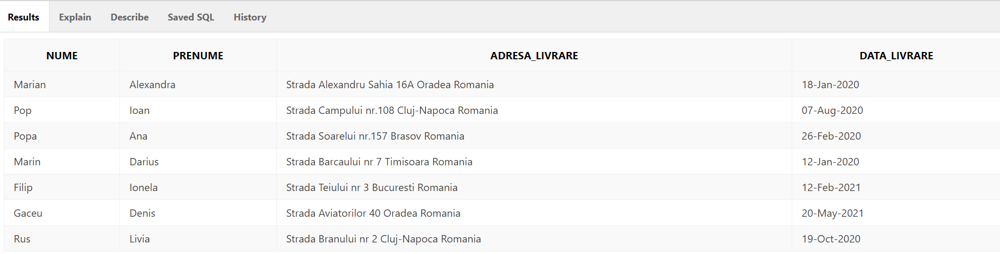 Results Explain Describe Saved SQL History
NUME PRENUME ADRESA_LIVRARE DATA_LIVRARE
Marian Alexandra Strada Alexandru Sahia 16A Oradea Romania 18-Jan-2020
Pop Ioan Strada Campului nr.108 Cluj-Napoca Romania 07-Aug-2020
Popa Ana Strada Soarelui nr.157 Brasov Romania 26-Feb-2020
Marin Darius Strada Barcaului nr 7 Timisoara Romania 12-Jan-2020
Filip Ionela Strada Teiului nr 3 Bucuresti Romania 12-Feb-2021
Gaceu Denis Strada Aviatorilor 40 Oradea Romania 20-May-2021
Rus Livia Strada Branului nr 2 Cluj-Napoca Romania 19-Oct-2020